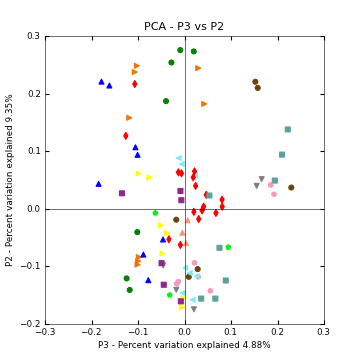 PCA - P3 vs P2
0.3
0.2
0.1
0.0
−0.1
−0.2
P2 - Percent variation explained 9.35%
−0.3 −0.2 −0.1 0.0 0.1 0.2 0.3
P3 - Percent variation explained 4.88%